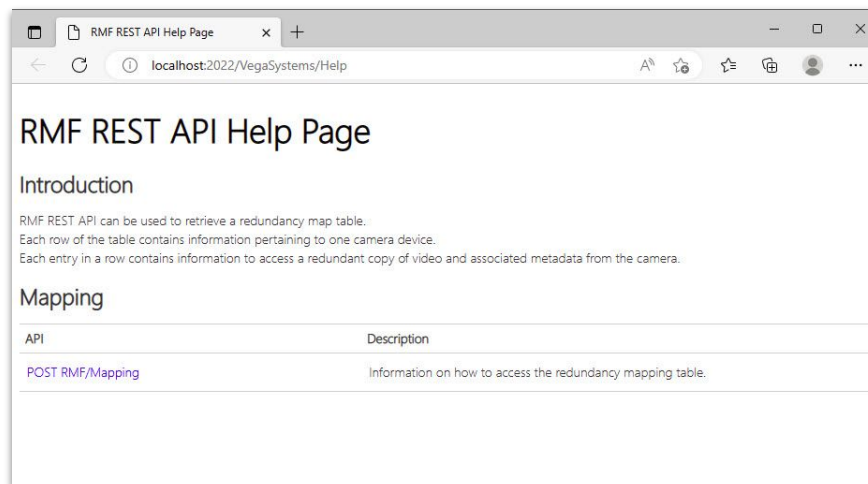 RMF REST API Help Page
localhost:2022/VegaSystems/Help
RMF REST API Help Page
Introduction
RMF REST API can be used to retrieve a redundancy map table.
Each row of the table contains information pertaining to one camera device.
Each entry in a row contains information to access a redundant copy of video and associated metadata from the camera.
Mapping
API Description
POST RMF/Mapping Information on how to access the redundancy mapping table.